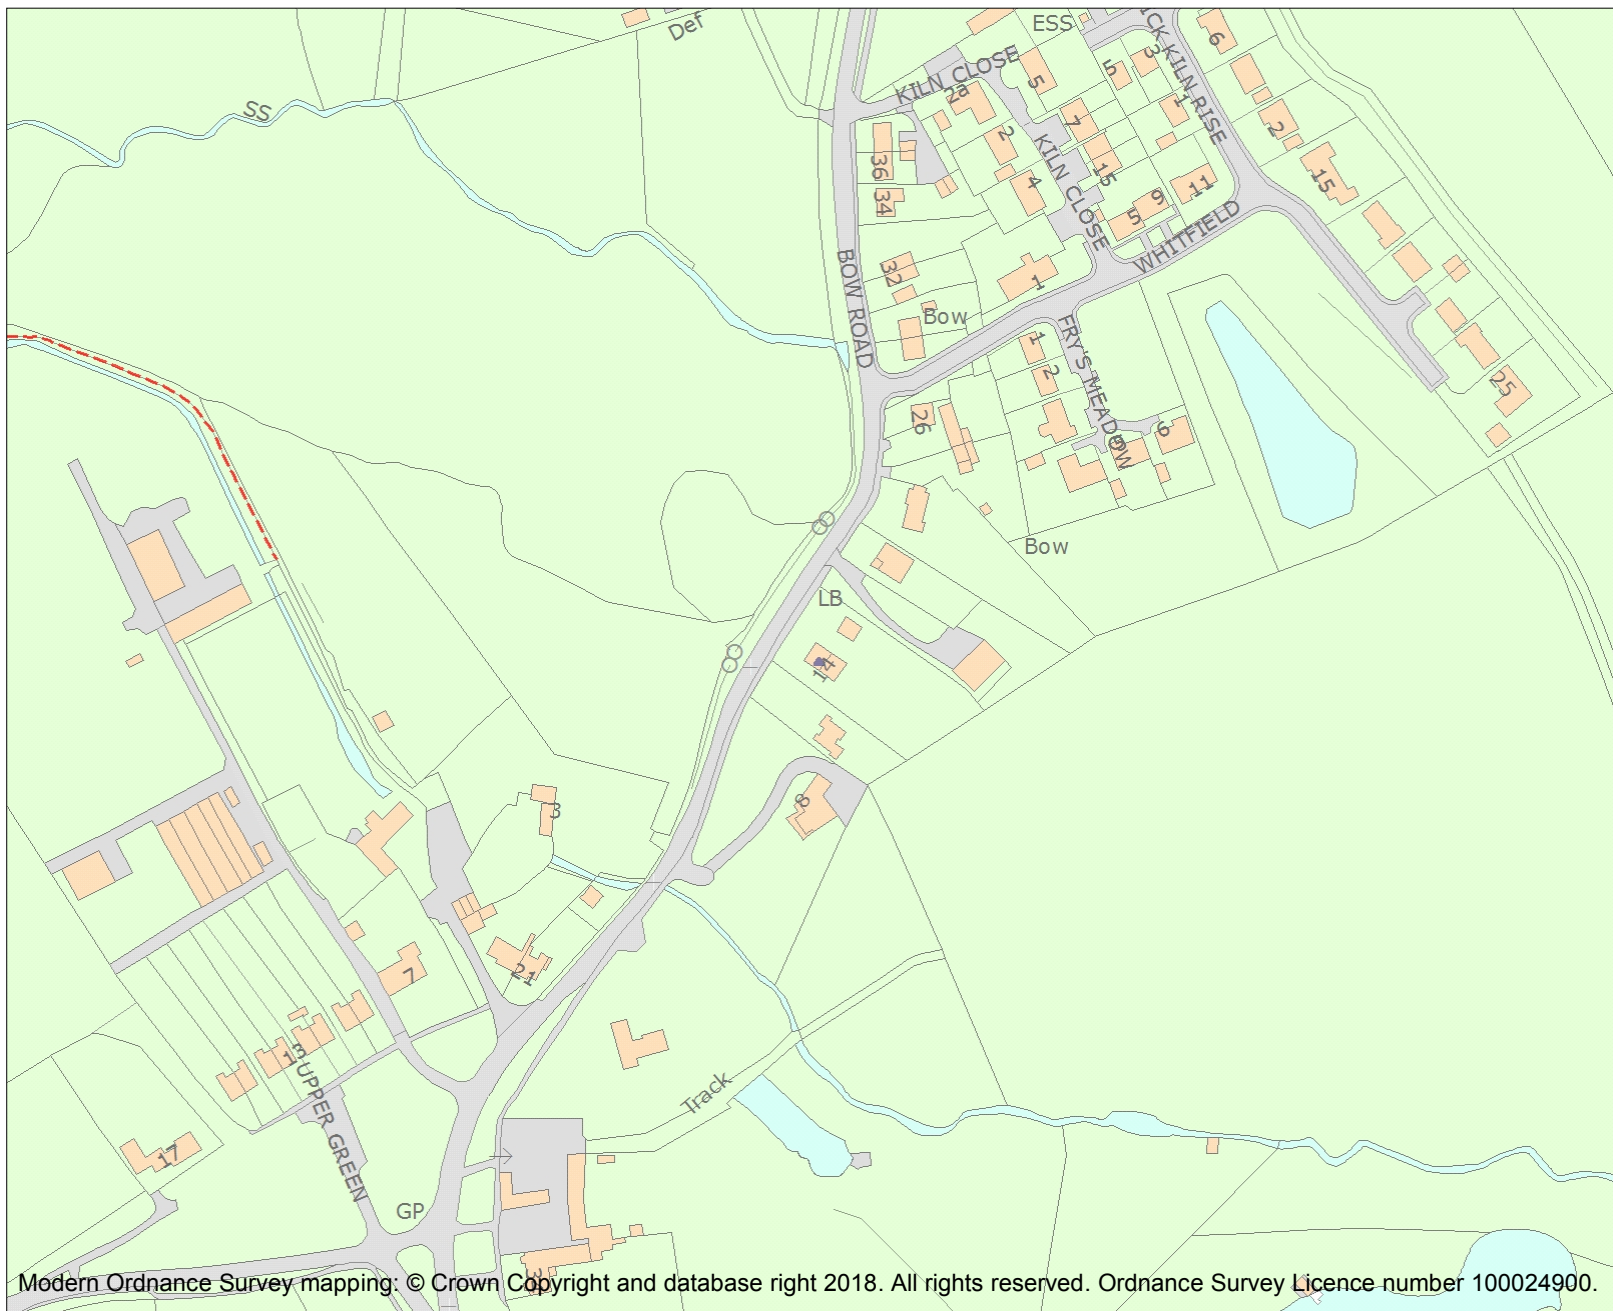 Def
ESS
ICK KILN RISE
6
SS
KILN CLOSE
3
5
5
2a
1
7
2
2
36
KILN CLOSE
15
15
4
34
11
9
5
WHITFIELD
BOW ROAD
32
1
Bow
FRY'S MEADOW
1
2
25
26
6
5
Bow
LB
14
8
3
7
21
13
UPPER GREEN
Track
17
GP
Modern Ordnance Survey mapping: © Crown Copyright and database right 2018. All rights reserved. Ordnance Survey Licence number 100024900.